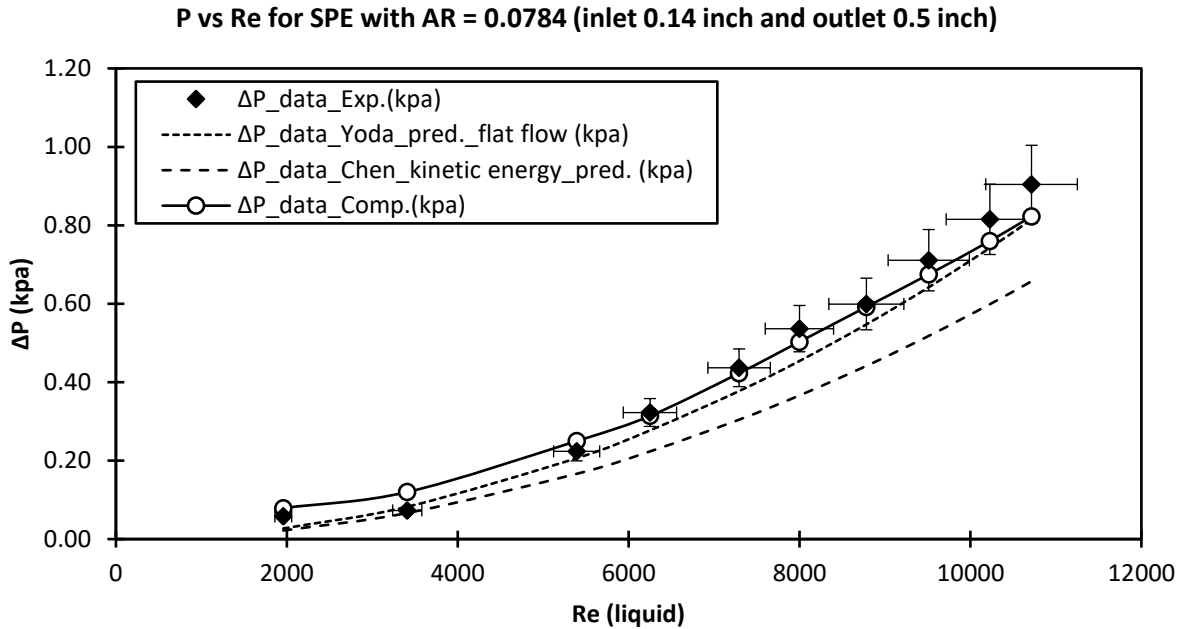 P vs Re for SPE with AR = 0.0784 (inlet 0.14 inch and outlet 0.5 inch)
1.20
1.00
0.80
0.60
0.40
0.20
0.00
ΔP (kpa)
ΔP_data_Exp.(kpa)
ΔP_data_Yoda_pred._flat flow (kpa)
ΔP_data_Chen_kinetic energy_pred. (kpa)
ΔP_data_Comp.(kpa)
0 2000 4000 6000 8000 10000 12000
Re (liquid)